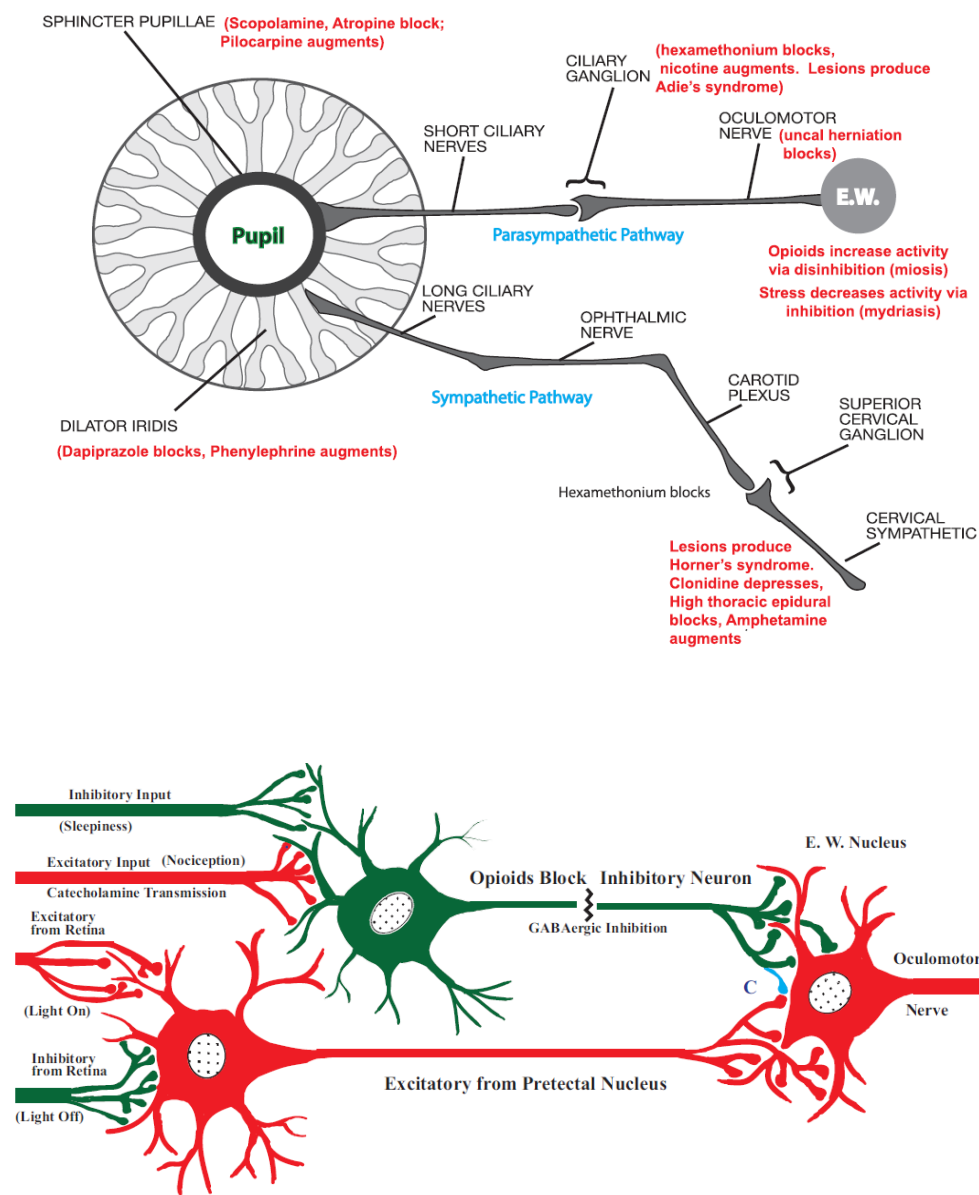 SPHINCTER PUPILLAE (Scopolamine, Atropine block;
Pilocarpine augments)
CILIARY
GANGLION
(hexamethonium blocks,
nicotine augments. Lesions produce
Adie's syndrome)
SHORT CILIARY
NERVES
OCULOMOTOR
NERVE (uncal herniation
blocks)
E.W.
Pupil
Parasympathetic Pathway
Opioids increase activity
via disinhibition (miosis)
Stress decreases activity via
inhibition (mydriasis)
LONG CILIARY
NERVES
OPHTHALMIC
NERVE
Sympathetic Pathway
CAROTID
PLEXUS
SUPERIOR
CERVICAL
GANGLION
DILATOR IRIDIS
(Dapiprazole blocks, Phenylephrine augments)
Hexamethonium blocks
CERVICAL
SYMPATHETIC
Lesions produce
Horner's syndrome.
Clonidine depresses,
High thoracic epidural
blocks, Amphetamine
augments
Inhibitory Input
(Sleepiness)
Excitatory Input (Nociception)
Catecholamine Transmission
E. W. Nucleus
Opioids Block Inhibitory Neuron
GABAergic Inhibition
Excitatory
from Retina
(Light On)
Oculomotor
Nerve
C
Inhibitory
from Retina
(Light Off)
Excitatory from Pretectal Nucleus